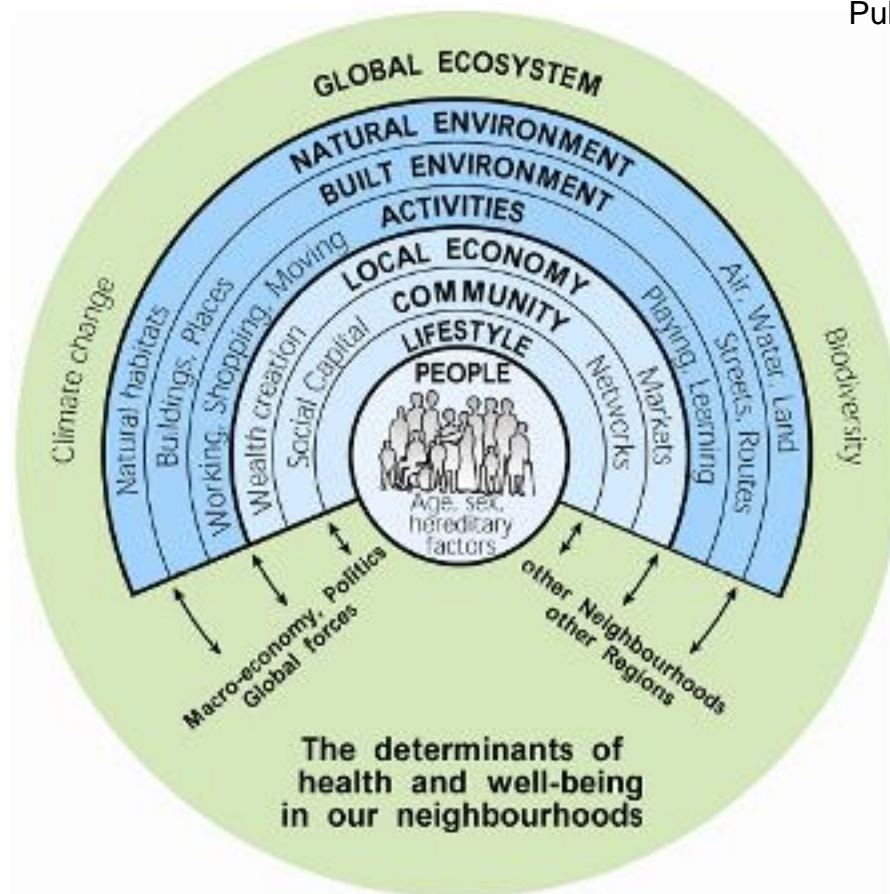 Pul
GLOBAL ECOSYSTEM
NATURAL ENVIRONMENT
BUILT ENVIRONMENT
ACTIVITIES
LOCAL ECONOMY
COMMUNITY
LIFESTYLE
PEOPLE
Age, sex,
hereditary
factors
Climate change
Natural habitats
Buildings, Places
Working, Shopping, Moving
Wealth creation
Social Capital
Networks
Markets
Playing, Learning
Streets, Routes
Air, Water, Land
Biodiversity
Macro-economy, Politics
Global forces
other Neighbourhoods
other Regions
The determinants of
health and well-being
in our neighbourhoods